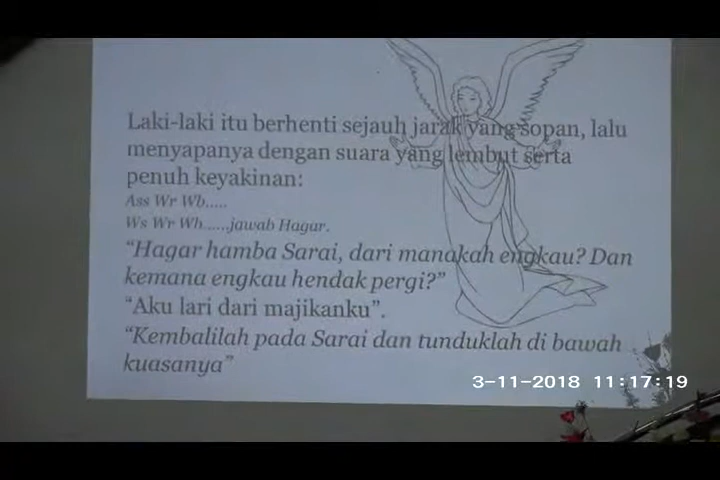 Laki-laki itu berhenti sejauh jarak yang sopan, lalu
menyapanya dengan suara yang lembut serta
penuh keyakinan:
Ass Wr Wb.....
Ws Wr Wb......jawab Hagar.
“Hagar hamba Sarai, dari manakah engkau? Dan
kemana engkau hendak pergi?”
“Aku lari dari majikanku”.
“Kembalilah pada Sarai dan tunduklah di bawah
kuasanya”
3-11-2018 11:17:19